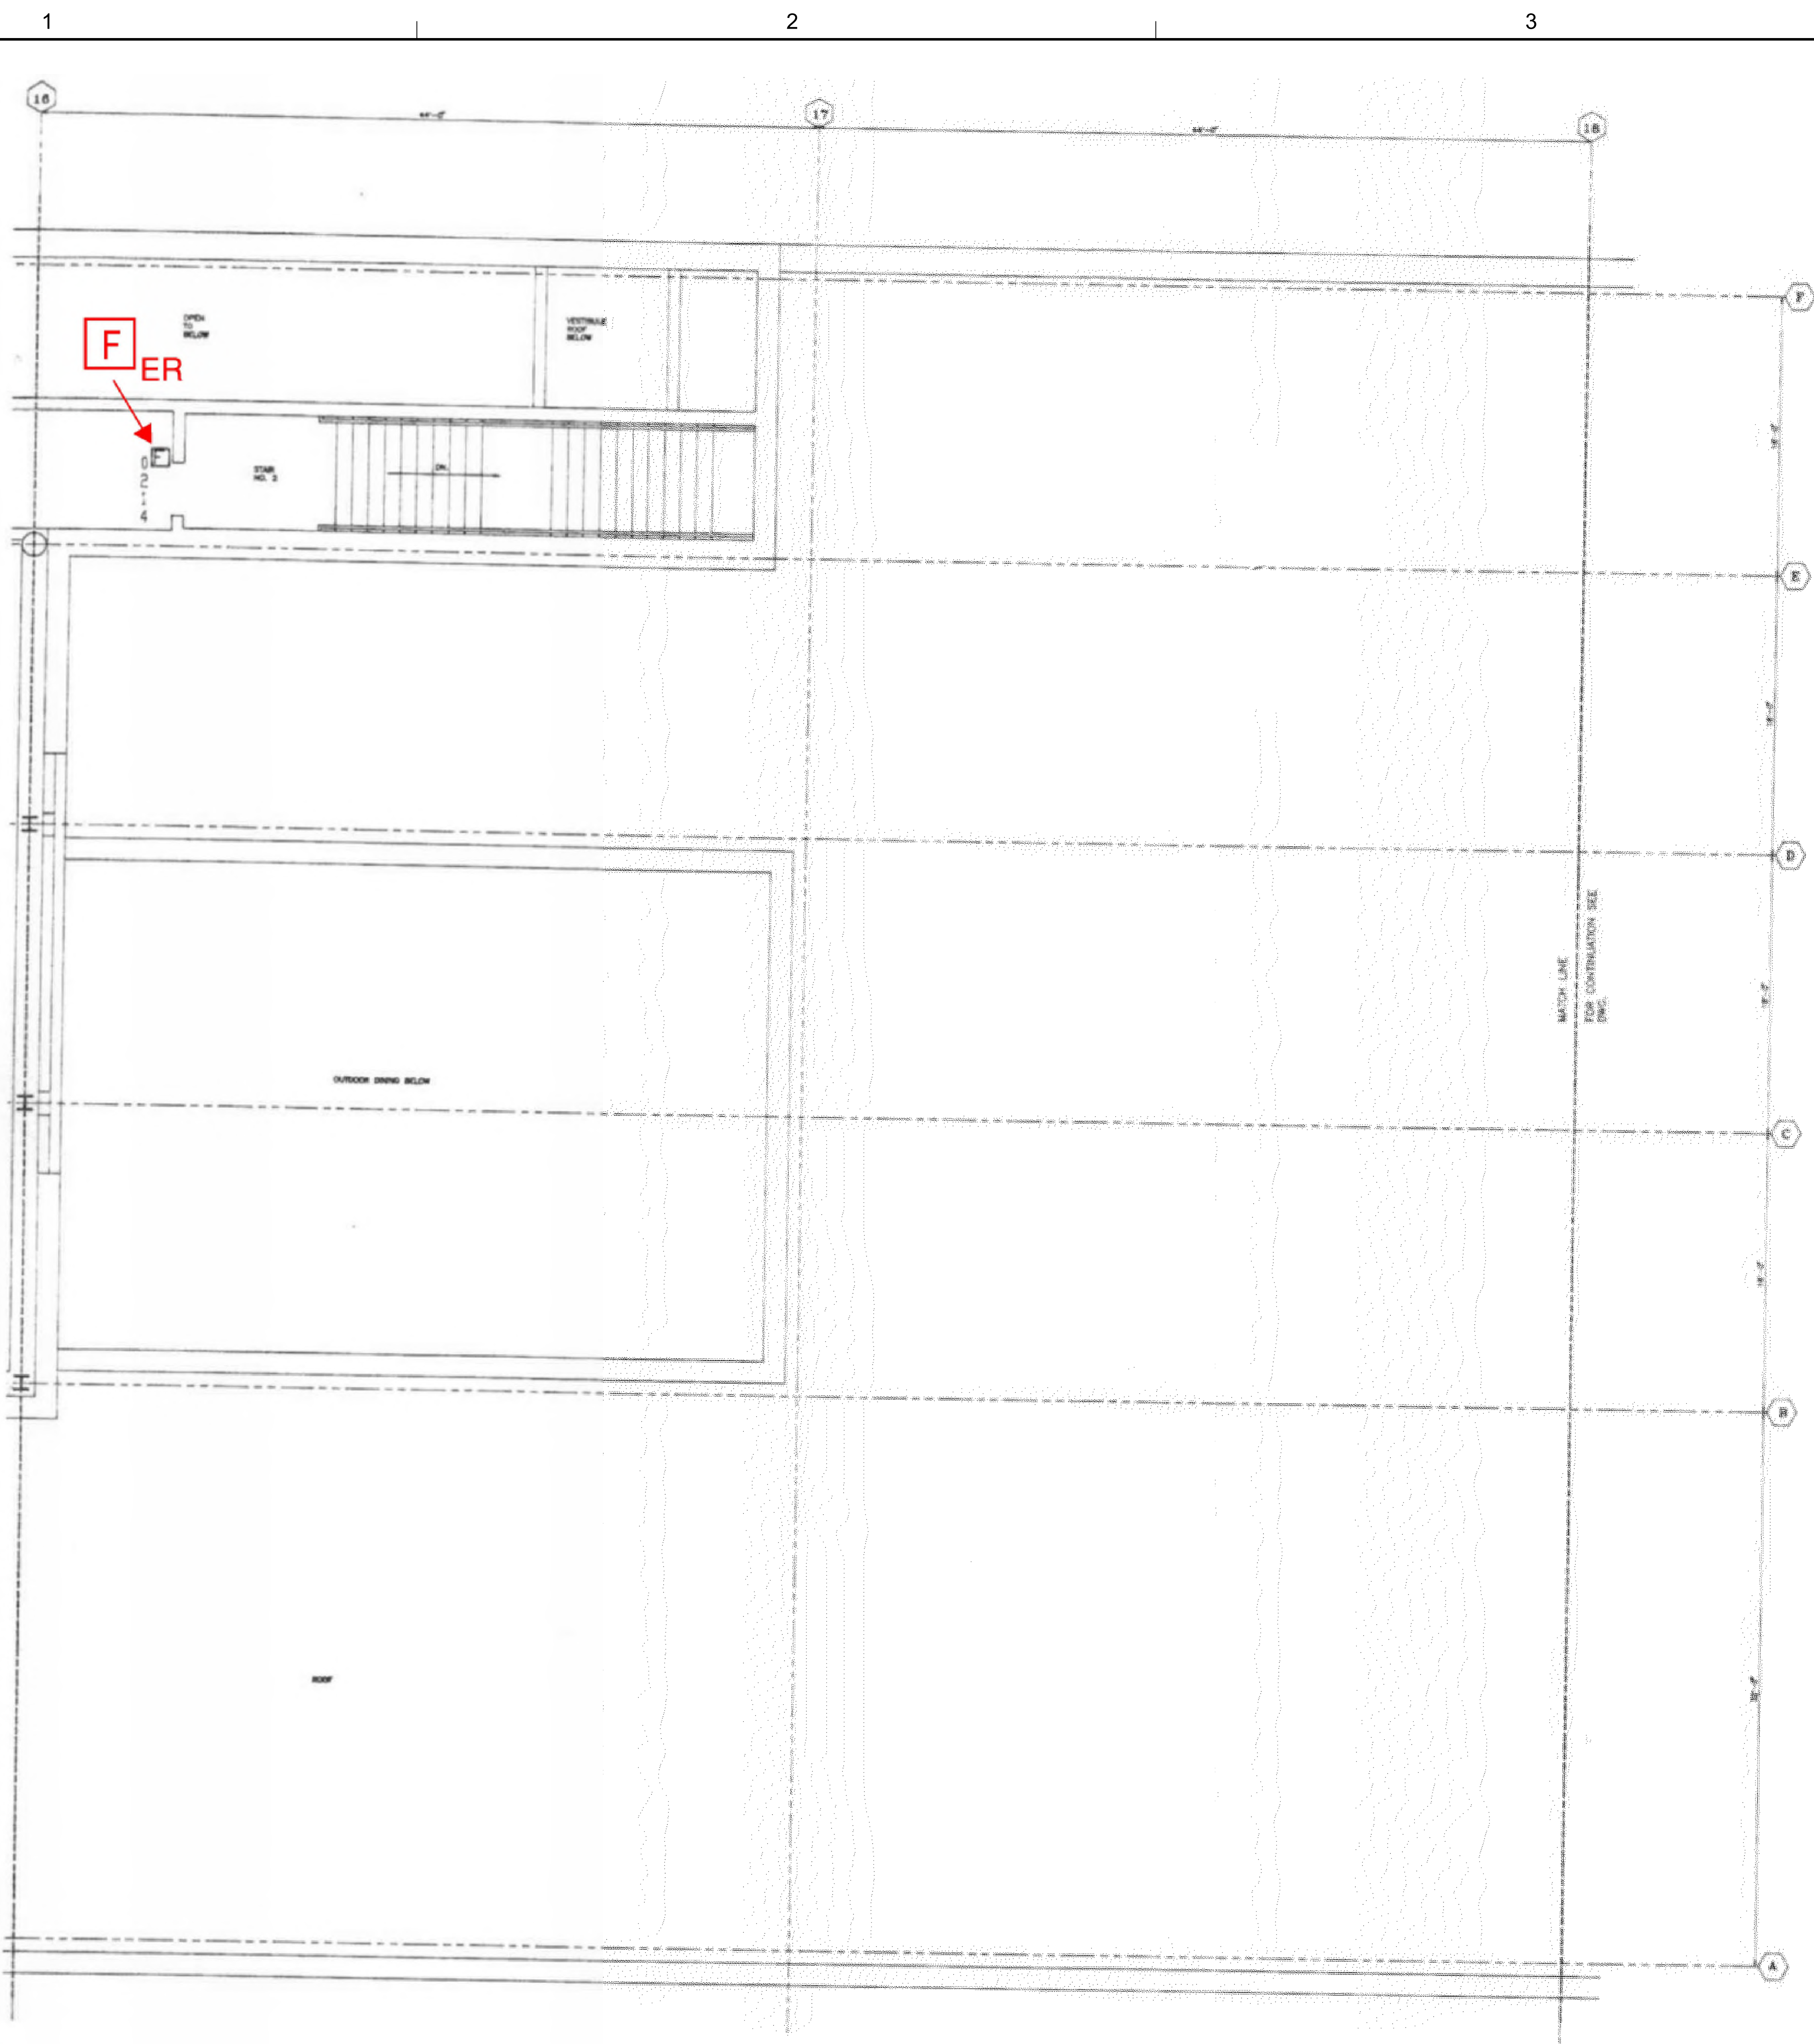 1 2 3
16 17 18
F
OPEN
TO
BELOW
VESTIBULE
ROOF
BELOW
F
ER
F
0
2
4
STAIR
DN.
E
D
MATCH LINE
FOR CONTINUATION SEE
DWG.
OUTDOOR DINING BELOW
C
B
ROOF
A